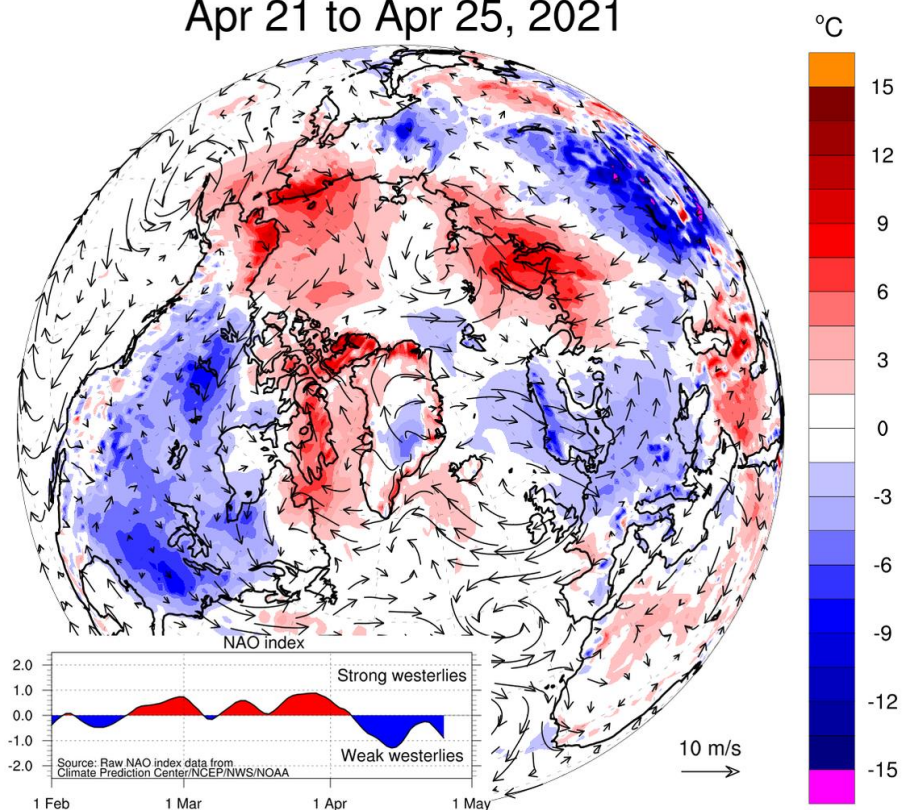 Apr 21 to Apr 25, 2021
°C
15
12
9
6
3
0
-3
-6
-9
-12
-15
10 m/s
NAO index
2.0
1.0
0.0
-1.0
-2.0
Strong westerlies
Weak westerlies
Source: Raw NAO index data from
Climate Prediction Center/NCEP/NWS/NOAA
1 Feb
1 Mar
1 Apr
1 May